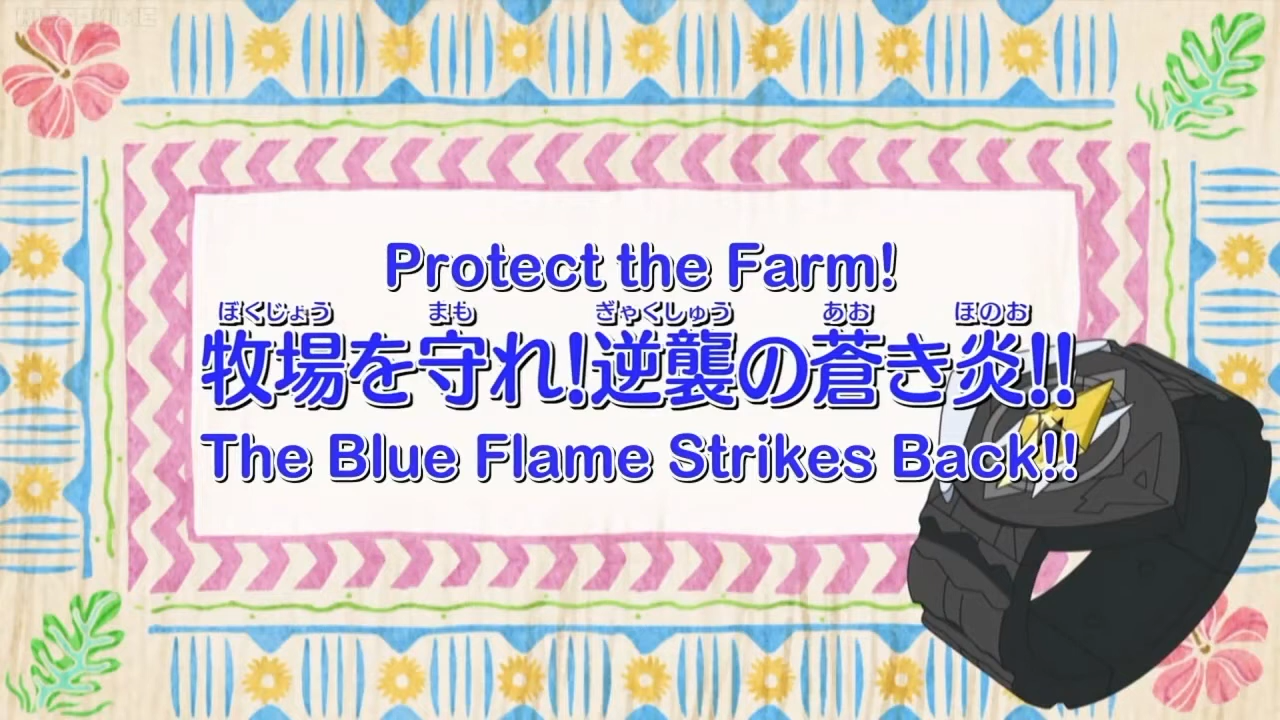 Protect the Farm!
ぼくじょう まも ぎゃくしゅう あお ほのお
牧場を守れ!逆襲の蒼き炎!!
The Blue Flame Strikes Back!!